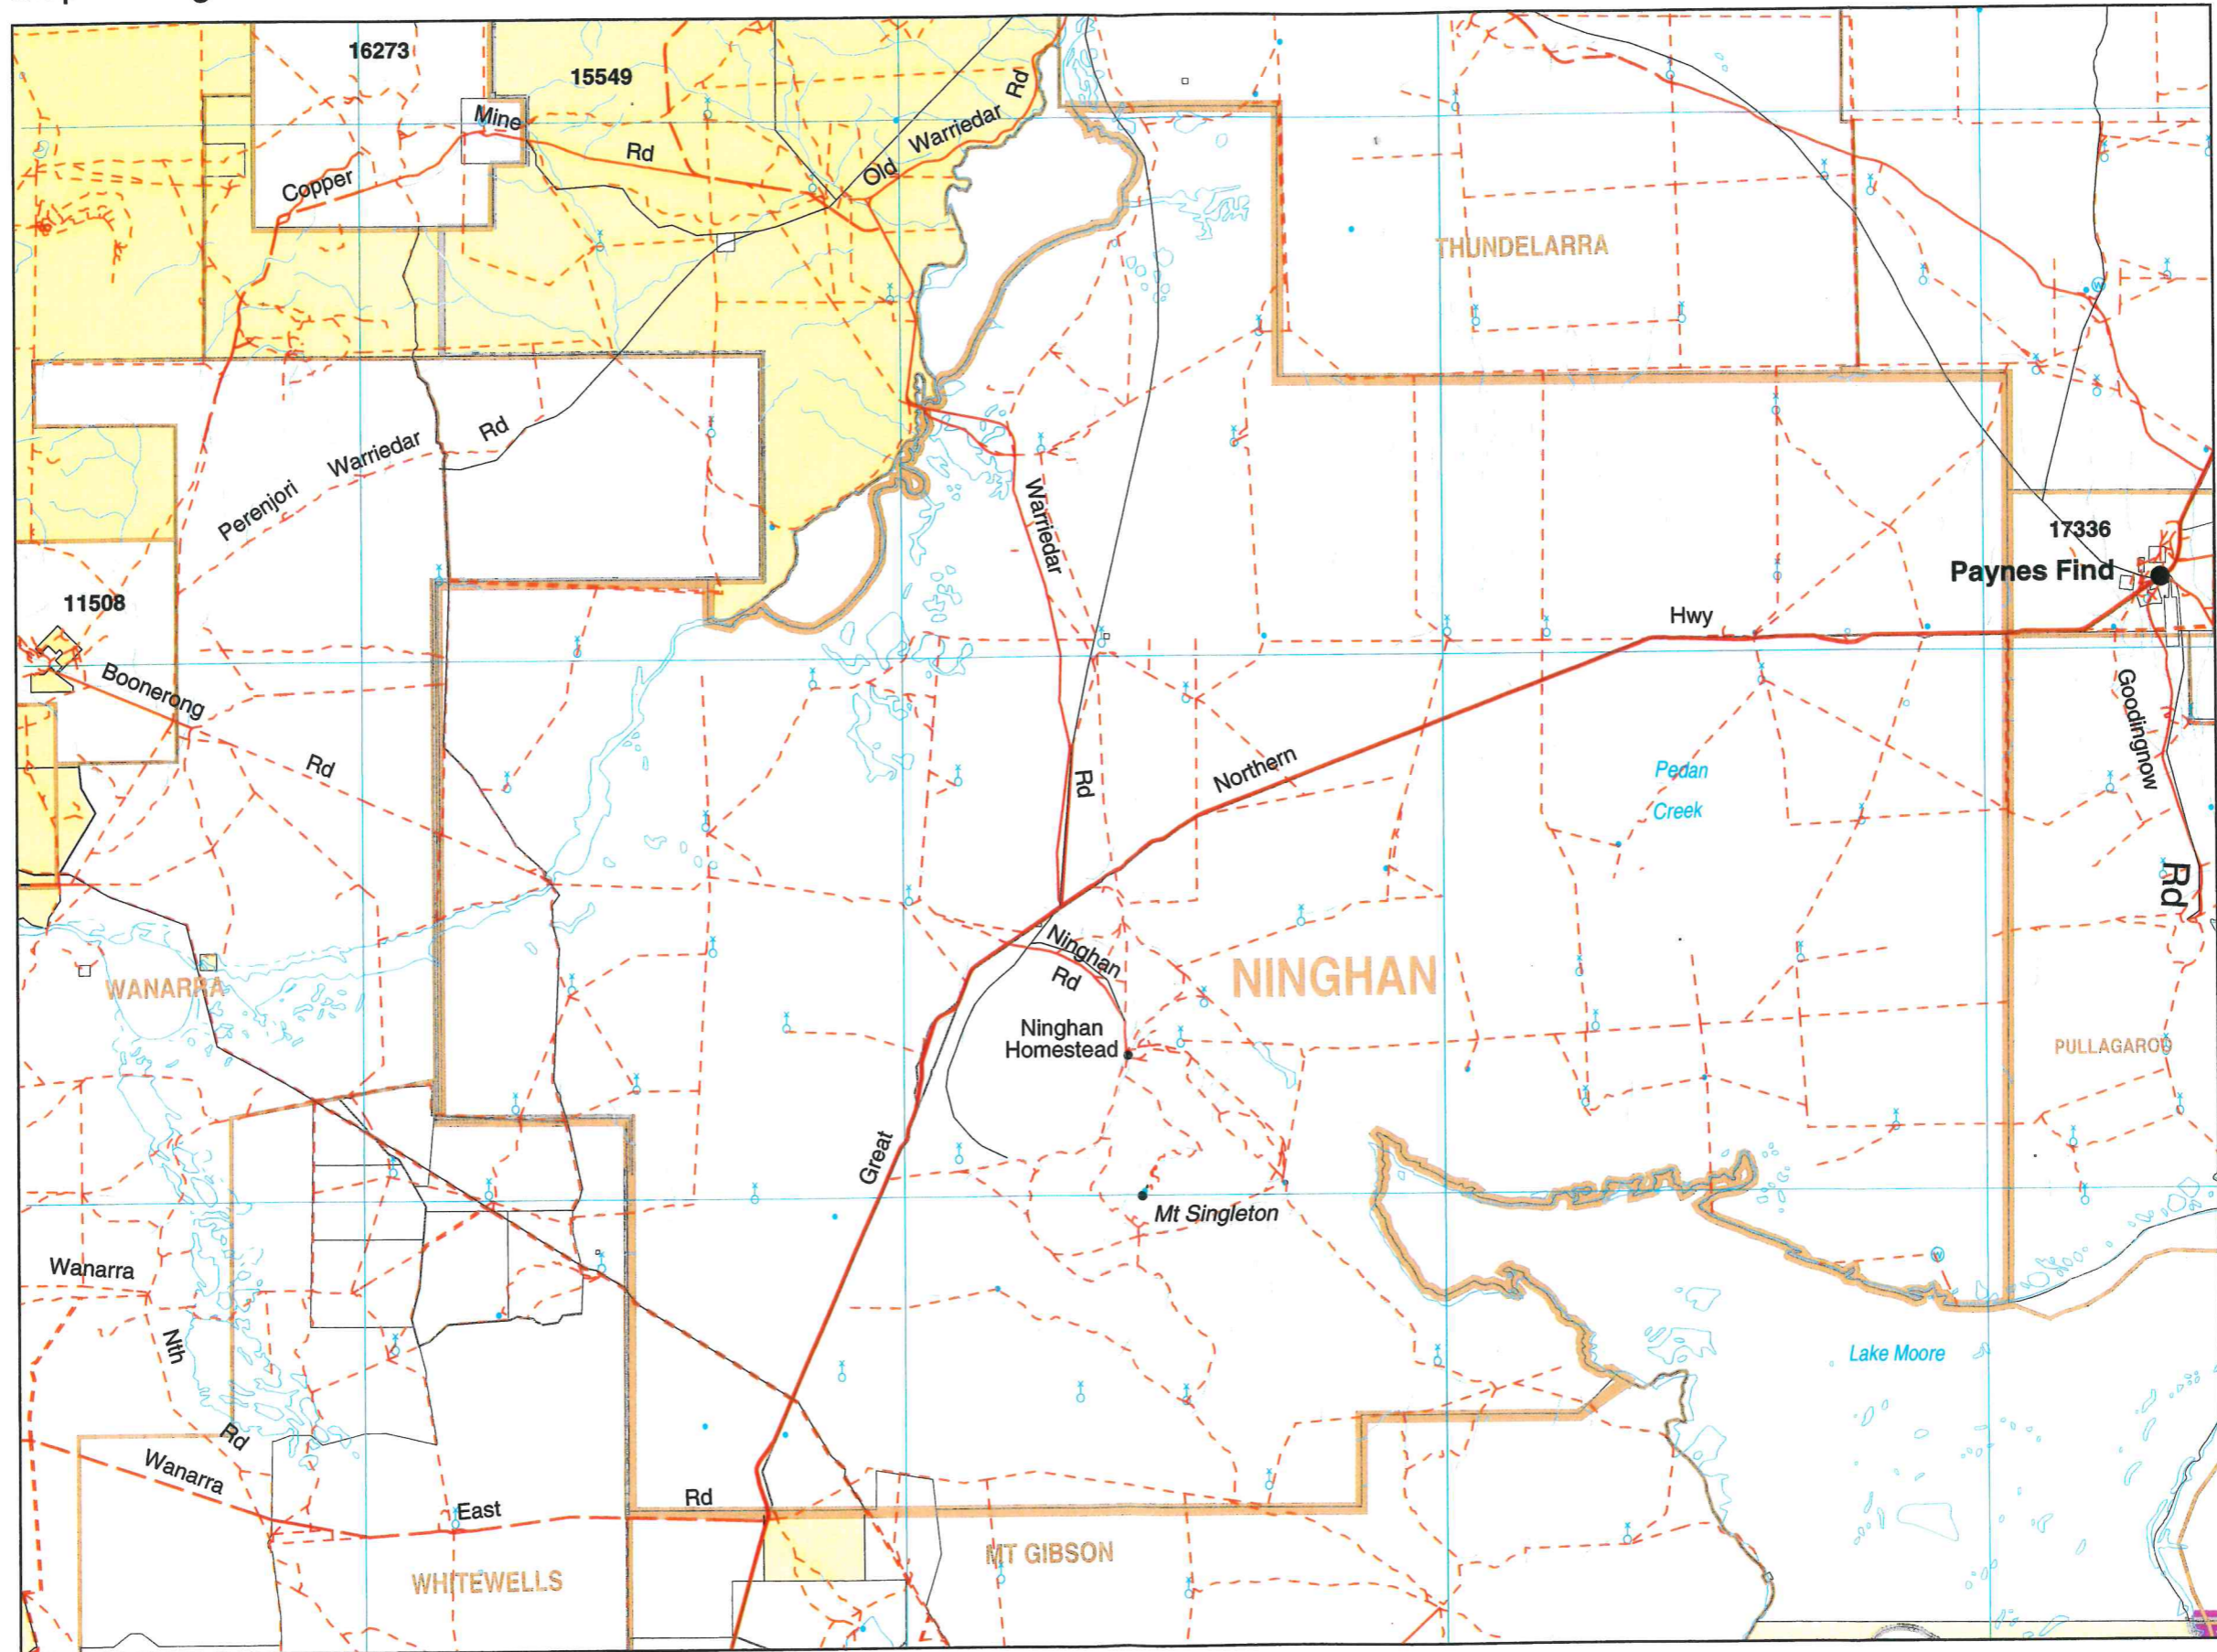 16273
15549
Mine
Rd
Copper
Old Warriedar Rd
THUNDELARRA
Perenjori Warriedar Rd
Warriedar
Rd
17336
Paynes Find
11508
Boonerong
Rd
Hwy
Northern
Goodingnow
Rd
Pedan
Creek
Ninghan
Rd
NINGHAN
WANARRA
Ninghan
Homestead
PULLAGAROO
Great
Mt Singleton
Wanarra
Nth
Rd
Lake Moore
Wanarra
East
Rd
WHITEWELLS
MT GIBSON
W
W